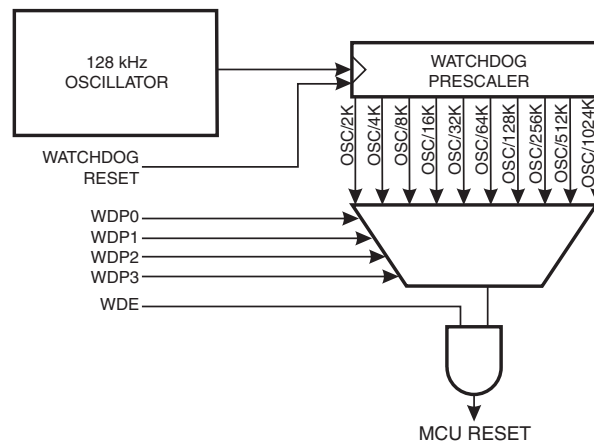 128 kHz
OSCILLATOR
WATCHDOG
PRESCALER
OSC/2K
OSC/4K
OSC/8K
OSC/16K
OSC/32K
OSC/64K
OSC/128K
OSC/256K
OSC/512K
OSC/1024K
WATCHDOG
RESET
WDP0
WDP1
WDP2
WDP3
WDE
MCU RESET